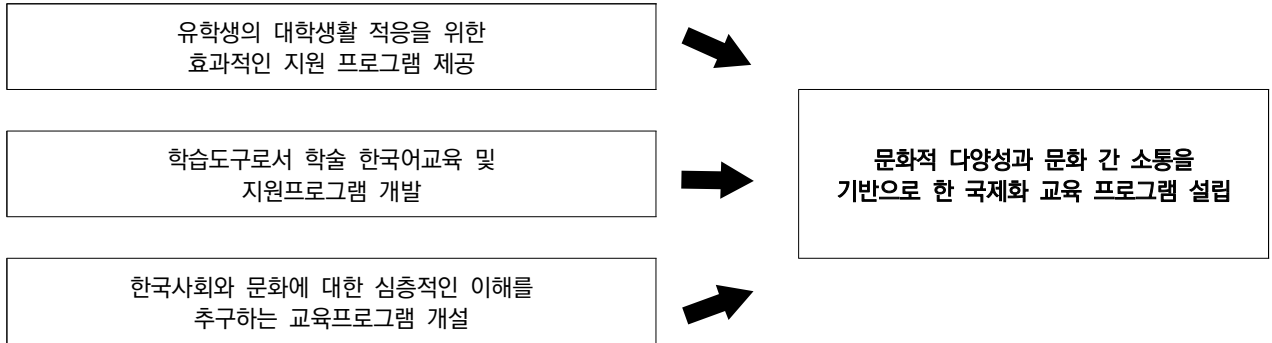 유학생의 대학생활 적응을 위한
효과적인 지원 프로그램 제공
학습도구로서 학술 한국어교육 및
지원프로그램 개발
한국사회와 문화에 대한 심층적인 이해를
추구하는 교육프로그램 개설
문화적 다양성과 문화 간 소통을
기반으로 한 국제화 교육 프로그램 설립